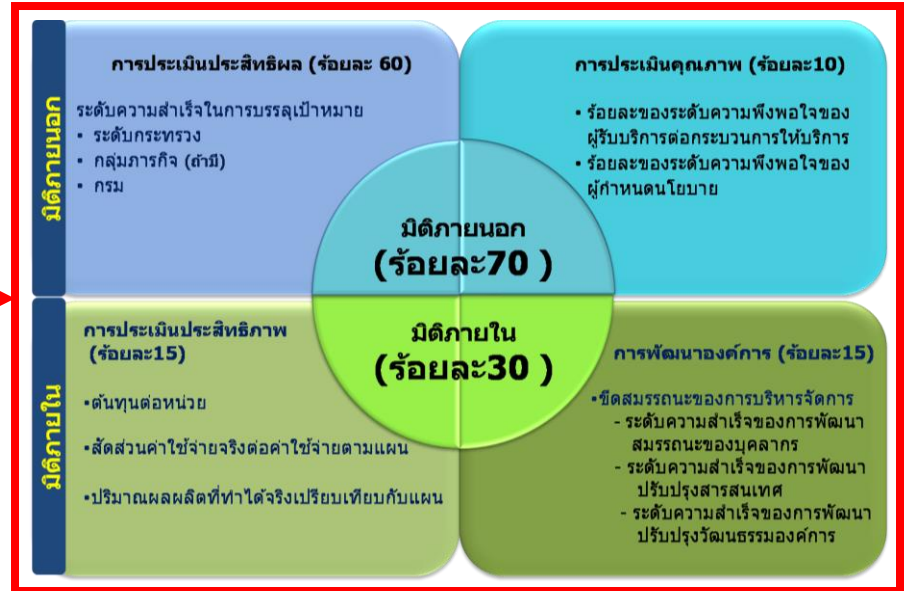 มิติภายนอก
การประเมินประสิทธิผล (ร้อยละ 60)
ระดับความสำเร็จในการบรรลุเป้าหมาย
• ระดับกระทรวง
• กลุ่มภารกิจ (ถ้ามี)
• กรม
การประเมินคุณภาพ (ร้อยละ10)
• ร้อยละของระดับความพึงพอใจของ
ผู้รับบริการต่อกระบวนการให้บริการ
• ร้อยละของระดับความพึงพอใจของ
ผู้กำหนดนโยบาย
มิติภายนอก
(ร้อยละ70 )
มิติภายใน
(ร้อยละ30 )
มิติภายใน
การประเมินประสิทธิภาพ
(ร้อยละ15)
•ต้นทุนต่อหน่วย
•สัดส่วนค่าใช้จ่ายจริงต่อค่าใช้จ่ายตามแผน
•ปริมาณผลผลิตที่ทำได้จริงเปรียบเทียบกับแผน
การพัฒนาองค์การ (ร้อยละ15)
•ขีดสมรรถนะของการบริหารจัดการ
- ระดับความสำเร็จของการพัฒนา
สมรรถนะของบุคลากร
- ระดับความสำเร็จของการพัฒนา
ปรับปรุงสารสนเทศ
- ระดับความสำเร็จของการพัฒนา
ปรับปรุงวัฒนธรรมองค์การ